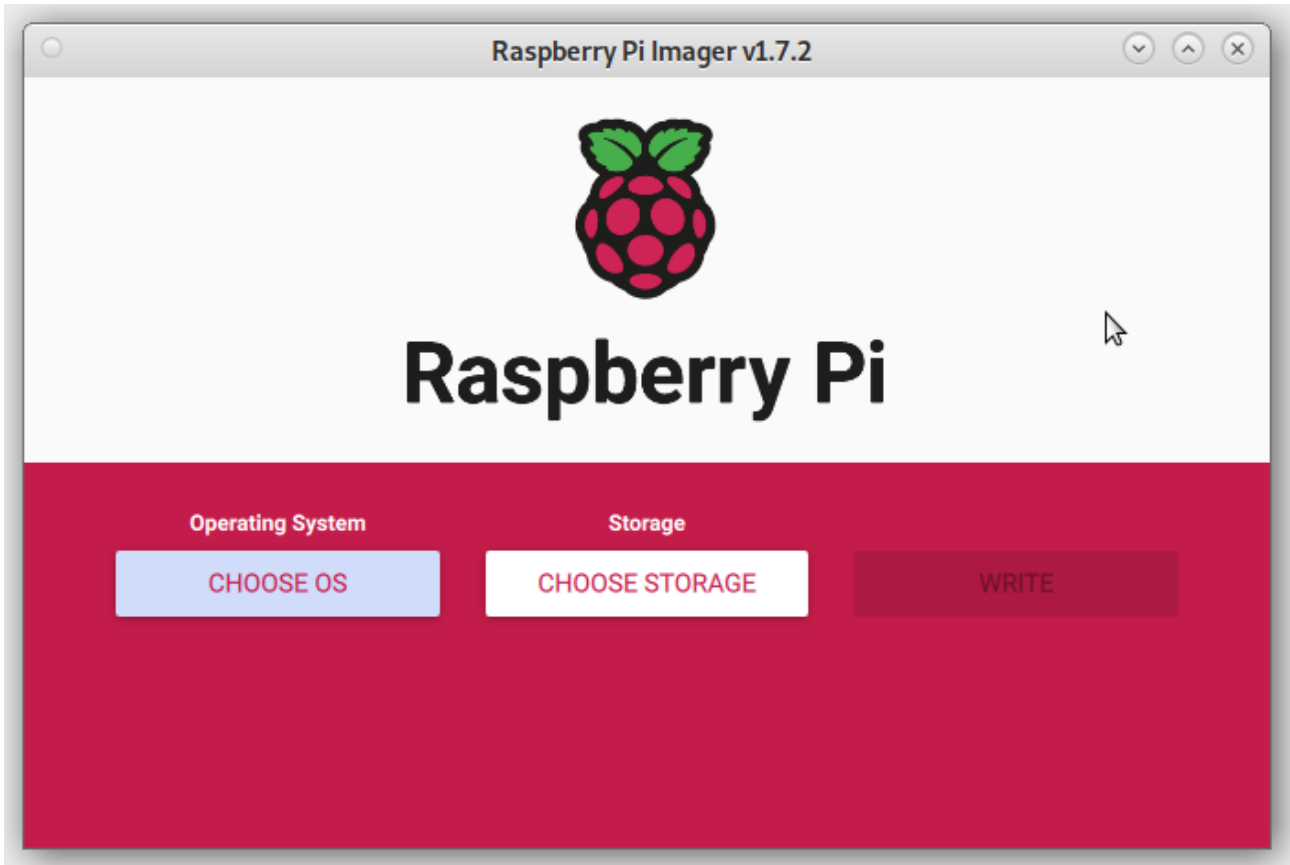 Raspberry Pi Imager v1.7.2
Raspberry Pi
Operating System
Storage
CHOOSE OS
CHOOSE STORAGE
WRITE